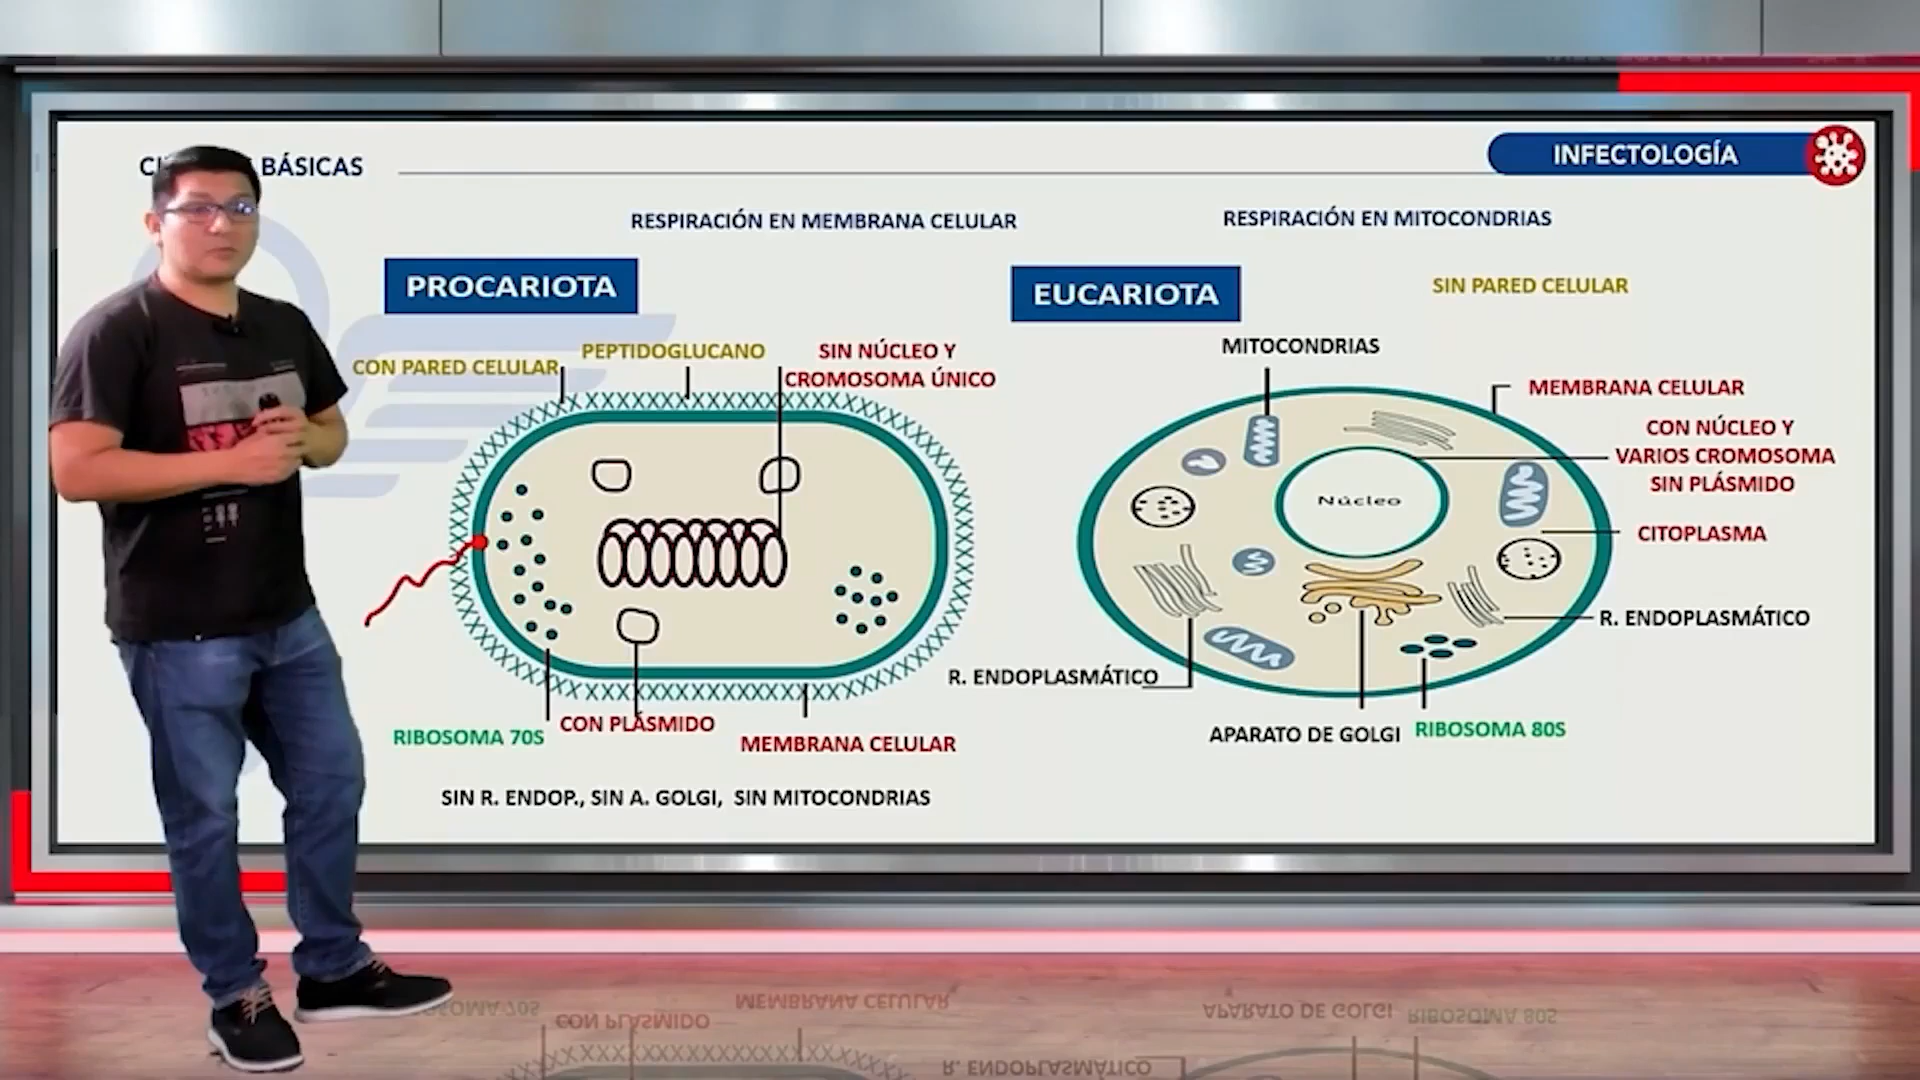 BÁSICAS
INFECTOLOGÍA
RESPIRACIÓN EN MEMBRANA CELULAR
RESPIRACIÓN EN MITOCONDRIAS
PROCARIOTA
EUCARIOTA
SIN PARED CELULAR
CON PARED CELULAR
PEPTIDOGLUCANO
SIN NÚCLEO Y
CROMOSOMA ÚNICO
MITOCONDRIAS
MEMBRANA CELULAR
CON NÚCLEO Y
VARIOS CROMOSOMA
SIN PLÁSMIDO
Núcleo
CITOPLASMA
R. ENDOPLASMÁTICO
R. ENDOPLASMÁTICO
RIBOSOMA 70S
CON PLÁSMIDO
MEMBRANA CELULAR
APARATO DE GOLGI
RIBOSOMA 80S
SIN R. ENDOP., SIN A. GOLGI, SIN MITOCONDRIAS